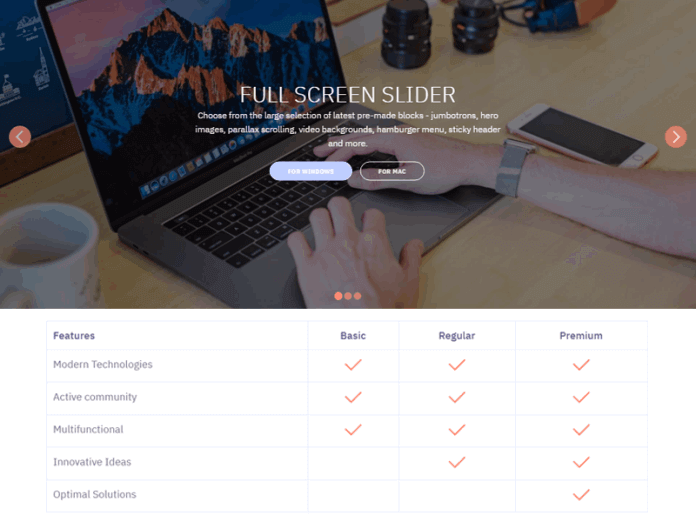 FULL SCREEN SLIDER
Choose from the large selection of latest pre-made blocks - jumbotrons, hero
images, parallax scrolling, video backgrounds, hamburger menu, sticky header
and more.
FOR WINDOWS FOR MAC
Features Basic Regular Premium
Modern Technologies
Active community
Multifunctional
Innovative Ideas
Optimal Solutions